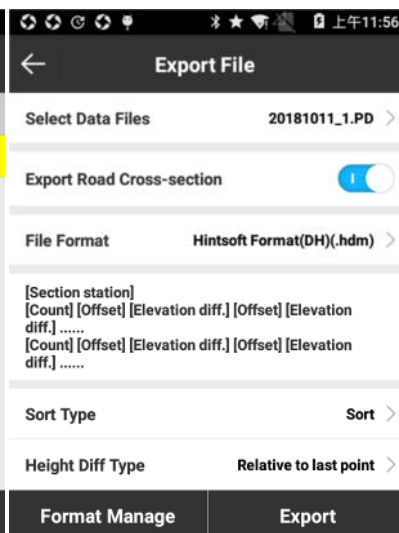 上午11:56
Export File
Select Data Files 20181011_1.PD
Export Road Cross-section
File Format Hintsoft Format(DH)(.hdm)
[Section station]
[Count] [Offset] [Elevation diff.] [Offset] [Elevation
diff.] ......
[Count] [Offset] [Elevation diff.] [Offset] [Elevation
diff.] ......
Sort Type Sort
Height Diff Type Relative to last point
Format Manage Export